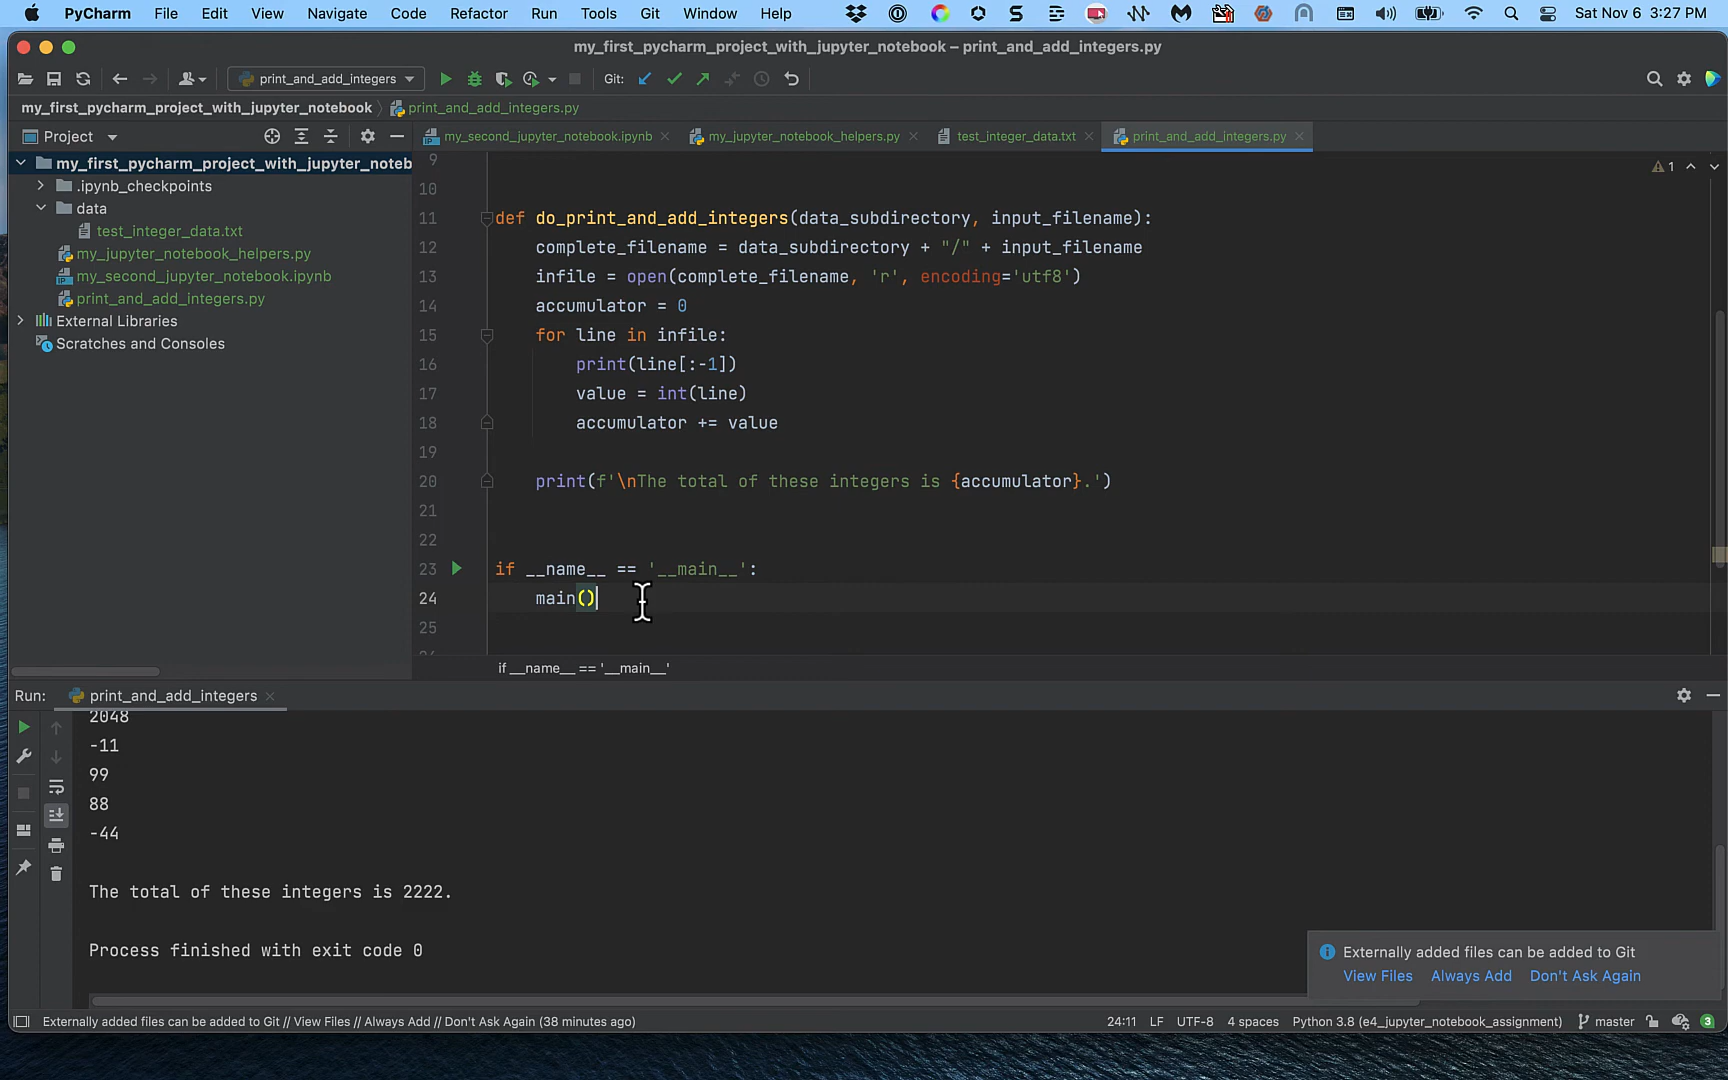 PyCharm File Edit View Navigate Code Refactor Run Tools Git Window Help Sat Nov 6 3:27 PM
my_first_pycharm_project_with_jupyter_notebook – print_and_add_integers.py
print_and_add_integers Git:
my_first_pycharm_project_with_jupyter_notebook print_and_add_integers.py
Project my_second_jupyter_notebook.ipynb my_jupyter_notebook_helpers.py test_integer_data.txt print_and_add_integers.py
my_first_pycharm_project_with_jupyter_noteb
.ipynb_checkpoints
data
test_integer_data.txt
my_jupyter_notebook_helpers.py
my_second_jupyter_notebook.ipynb
print_and_add_integers.py
External Libraries
Scratches and Consoles
1
9
10
11 def do_print_and_add_integers(data_subdirectory, input_filename):
12 complete_filename = data_subdirectory + "/" + input_filename
13 infile = open(complete_filename, 'r', encoding='utf8')
14 accumulator = 0
15 for line in infile:
16 print(line[:-1])
17 value = int(line)
18 accumulator += value
19
20 print(f'\nThe total of these integers is {accumulator}.')
21
22
23 if __name__ == '__main__':
24 main()
25
if __name__ == '__main__'
Run: print_and_add_integers
2048
-11
99
88
-44
The total of these integers is 2222.
Process finished with exit code 0
Externally added files can be added to Git
View Files Always Add Don't Ask Again
Externally added files can be added to Git // View Files // Always Add // Don't Ask Again (38 minutes ago) 24:11 LF UTF-8 4 spaces Python 3.8 (e4_jupyter_notebook_assignment) master 3